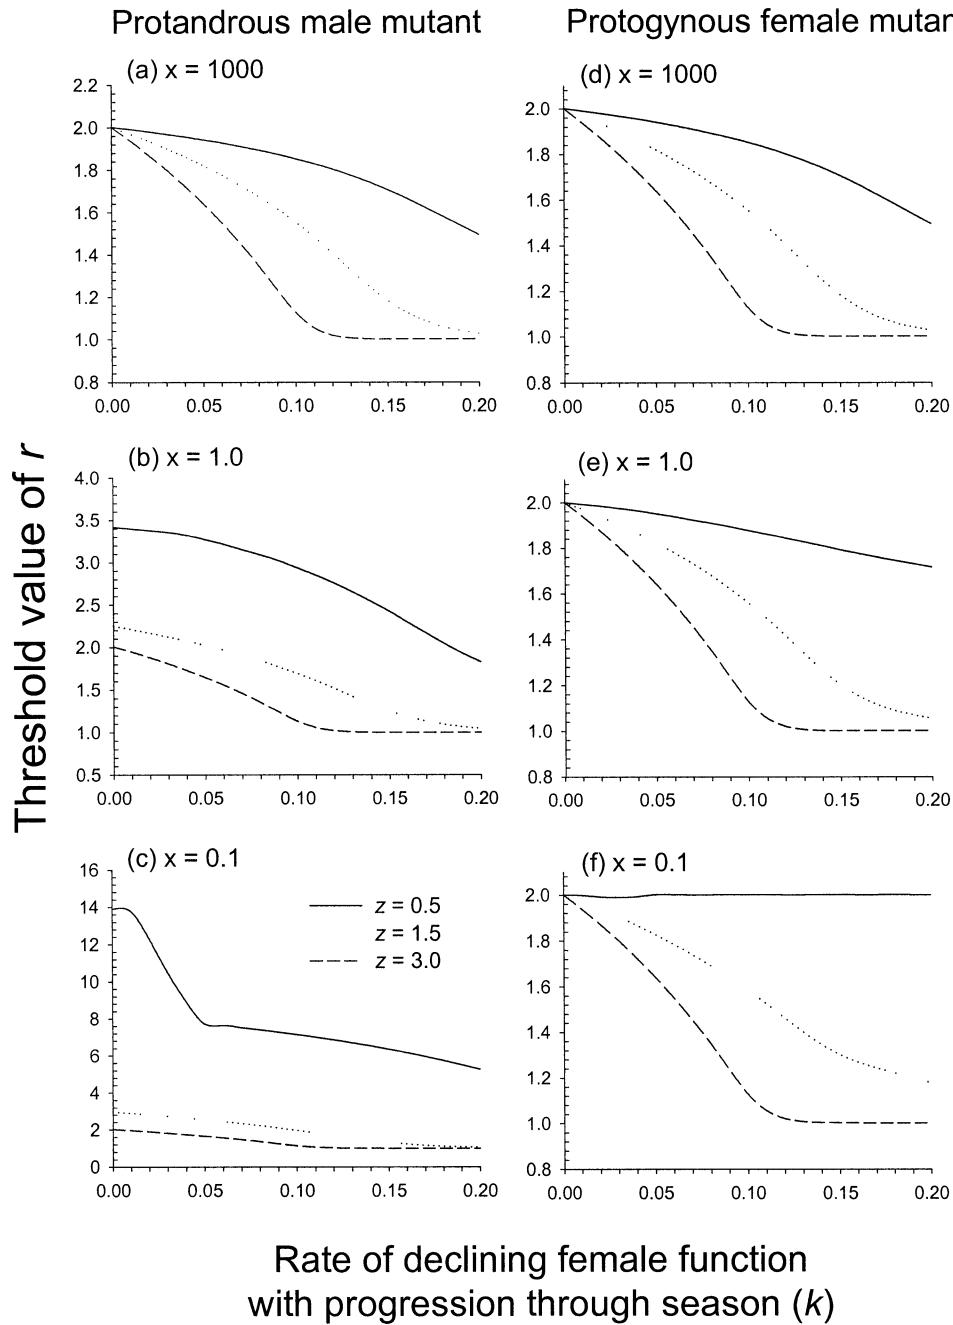 Protandrous male mutant
Protogynous female mutan
(a) x = 1000
2.2
2.0
1.8
1.6
1.4
1.2
1.0
0.8
0.00 0.05 0.10 0.15 0.20
(d) x = 1000
2.0
1.8
1.6
1.4
1.2
1.0
0.8
0.00 0.05 0.10 0.15 0.20
Threshold value of r
(b) x = 1.0
4.0
3.5
3.0
2.5
2.0
1.5
1.0
0.5
0.00 0.05 0.10 0.15 0.20
(e) x = 1.0
2.0
1.8
1.6
1.4
1.2
1.0
0.8
0.00 0.05 0.10 0.15 0.20
(c) x = 0.1
16
14
12
10
8
6
4
2
0
z = 0.5
z = 1.5
z = 3.0
0.00 0.05 0.10 0.15 0.20
(f) x = 0.1
2.0
1.8
1.6
1.4
1.2
1.0
0.8
0.00 0.05 0.10 0.15 0.20
Rate of declining female function
with progression through season (k)